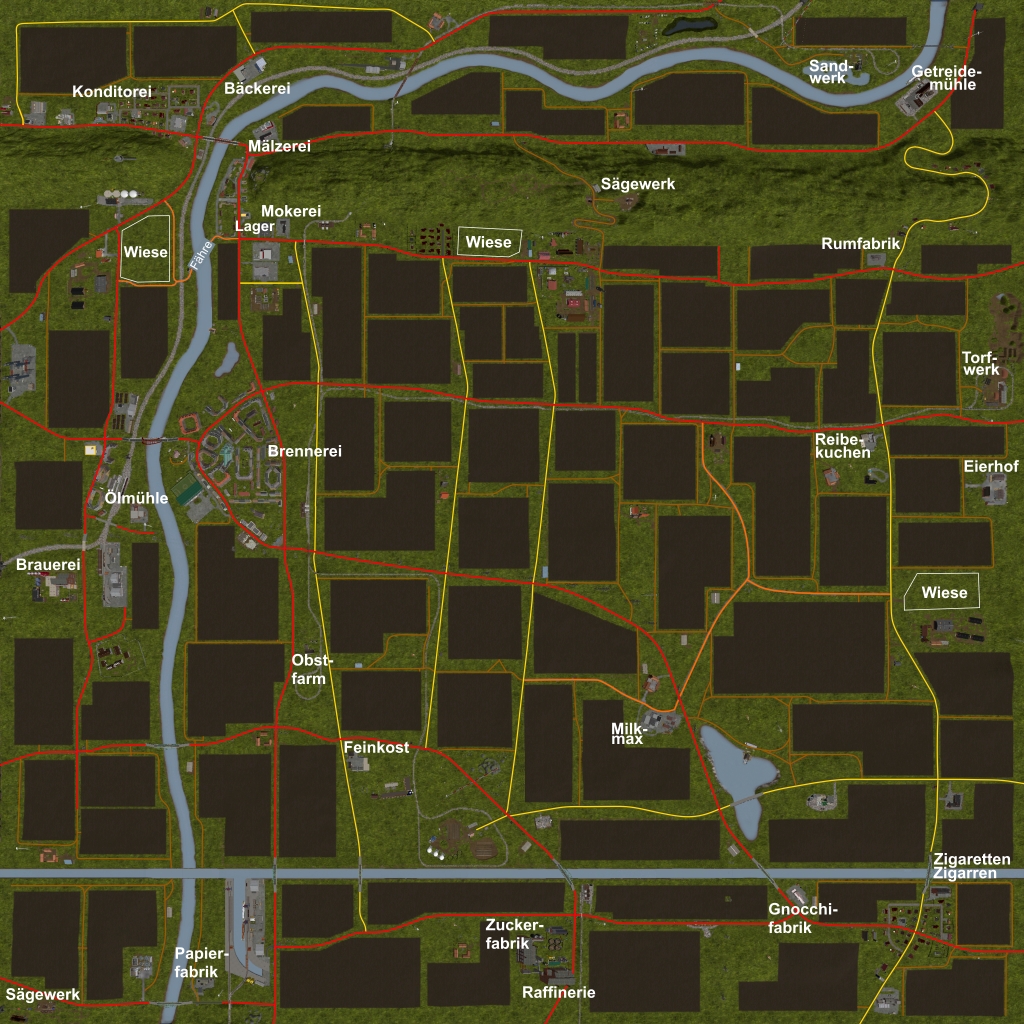 Sand-
werk
Getreide-
mühle
Konditorei
Bäckerei
Mälzerei
Sägewerk
Mokerei
Lager
Wiese
Wiese
Fähre
Rumfabrik
Torf-
werk
Reibe-
kuchen
Brennerei
Eierhof
Ölmühle
Brauerei
Wiese
Obst-
farm
Milk-
max
Feinkost
Zigaretten
Zigarren
Gnocchi-
fabrik
Zucker-
fabrik
Papier-
fabrik
Raffinerie
Sägewerk